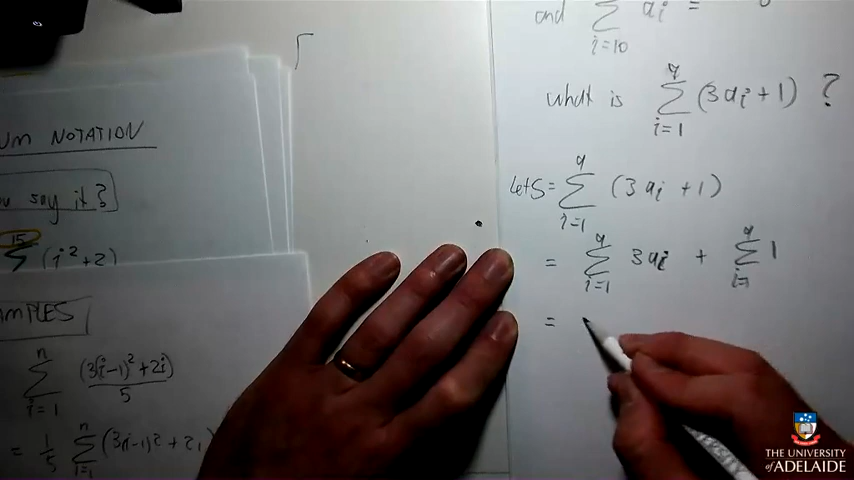 UM NOTATION
u say it?
15
Σ (i²+2)
AMPLES
n
Σ (3(i-1)²+2i)
i=1 5
= 1/5 n Σ i=1 (3(i-1)²+2i)
and Σ ai =
i=10
what is 9 Σ i=1 (3ai+1) ?
let S = 9 Σ i=1 (3ai+1)
= 9 Σ i=1 3ai + 9 Σ i=1 1
=
THE UNIVERSITY
of ADELAIDE